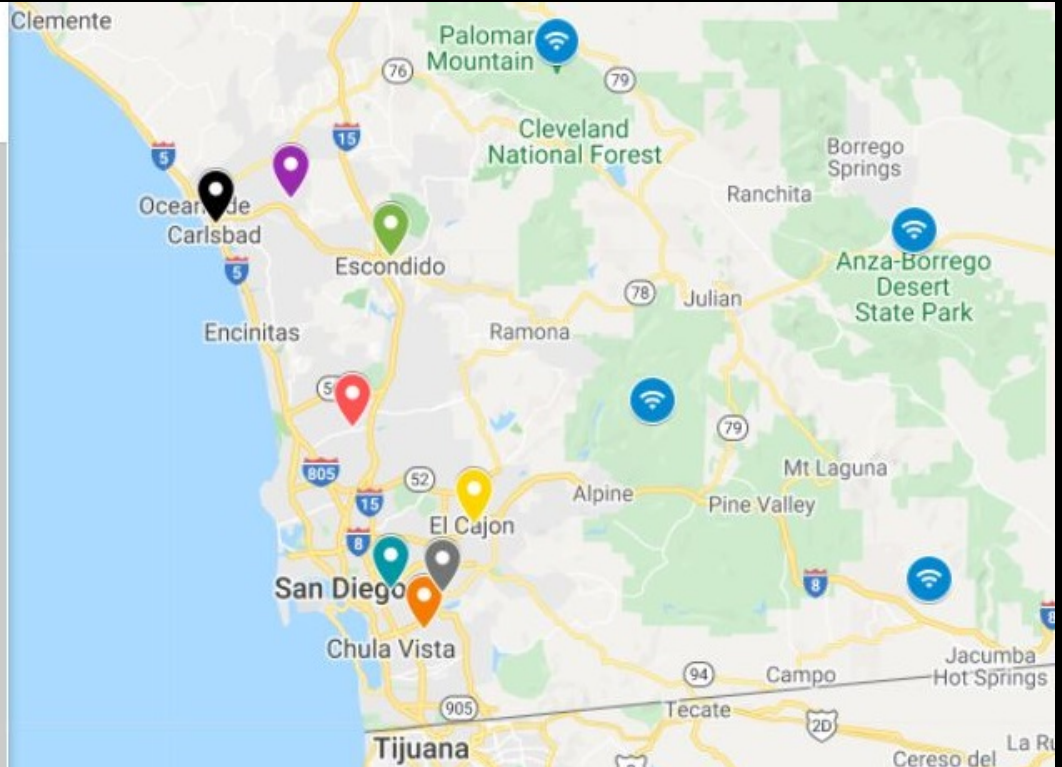 Clemente
Palomar
Mountain
76
79
Cleveland
National Forest
15
5
Borrego
Springs
Ranchita
Carlsbad
Escondido
5
78
Julian
Anza-Borrego
Desert
State Park
Encinitas
Ramona
79
805
52
15
Mt Laguna
Alpine
Pine Valley
El Cajon
8
8
San Diego
Chula Vista
Jacumba
Hot Springs
94
Campo
905
Tecate
2D
Tijuana
Cereso del